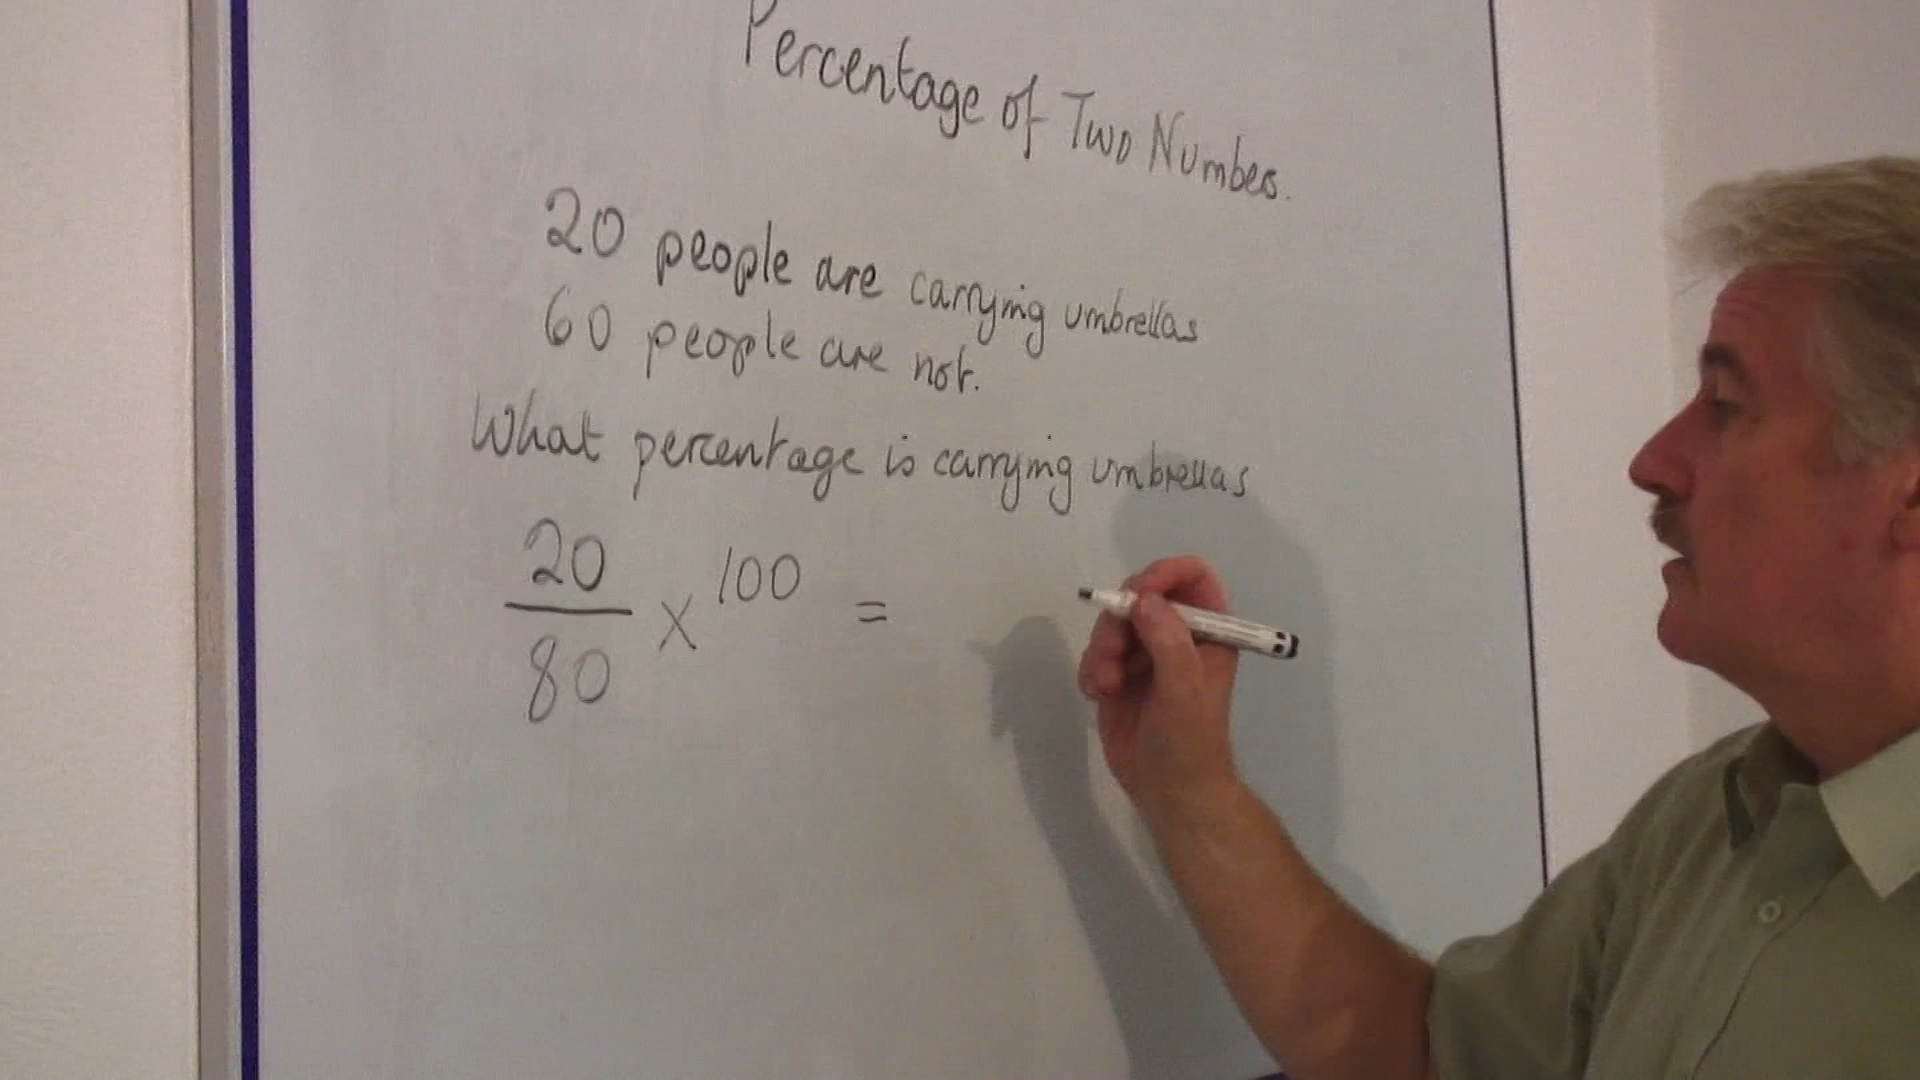 Percentage of Two Numbers.
20 people are carrying umbrellas
60 people are not.
What percentage is carrying umbrellas
20
80
x 100 =